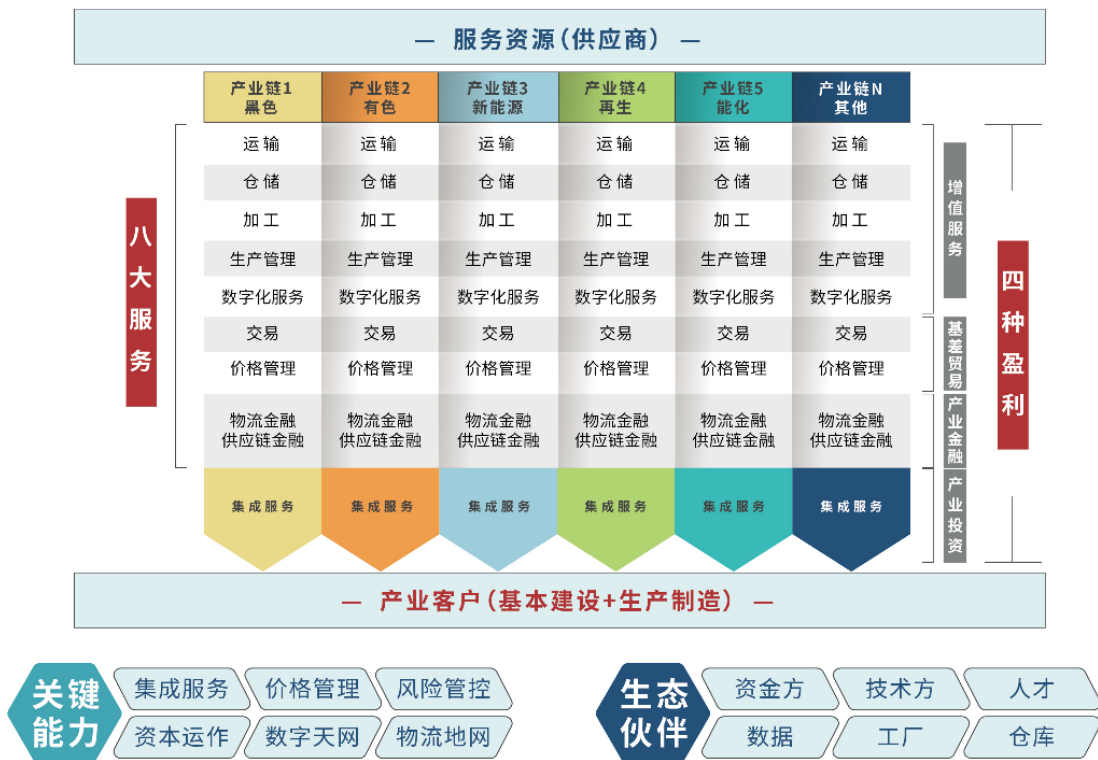 — 服务资源(供应商) —
产业链1 产业链2 产业链3 产业链4 产业链5 产业链N
黑色 有色 新能源 再生 能化 其他
运输 运输 运输 运输 运输 运输
仓储 仓储 仓储 仓储 仓储 仓储
加工 加工 加工 加工 加工 加工
生产管理 生产管理 生产管理 生产管理 生产管理 生产管理
数字化服务 数字化服务 数字化服务 数字化服务 数字化服务 数字化服务
交易 交易 交易 交易 交易 交易
价格管理 价格管理 价格管理 价格管理 价格管理 价格管理
物流金融 物流金融 物流金融 物流金融 物流金融 物流金融
供应链金融 供应链金融 供应链金融 供应链金融 供应链金融 供应链金融
集成服务 集成服务 集成服务 集成服务 集成服务 集成服务
八大服务
增值服务
基差贸易
产业金融
产业投资
四种盈利
— 产业客户(基本建设+生产制造) —
关键
能力
集成服务 价格管理 风险管控
资本运作 数字天网 物流地网
生态
伙伴
资金方 技术方 人才
数据 工厂 仓库